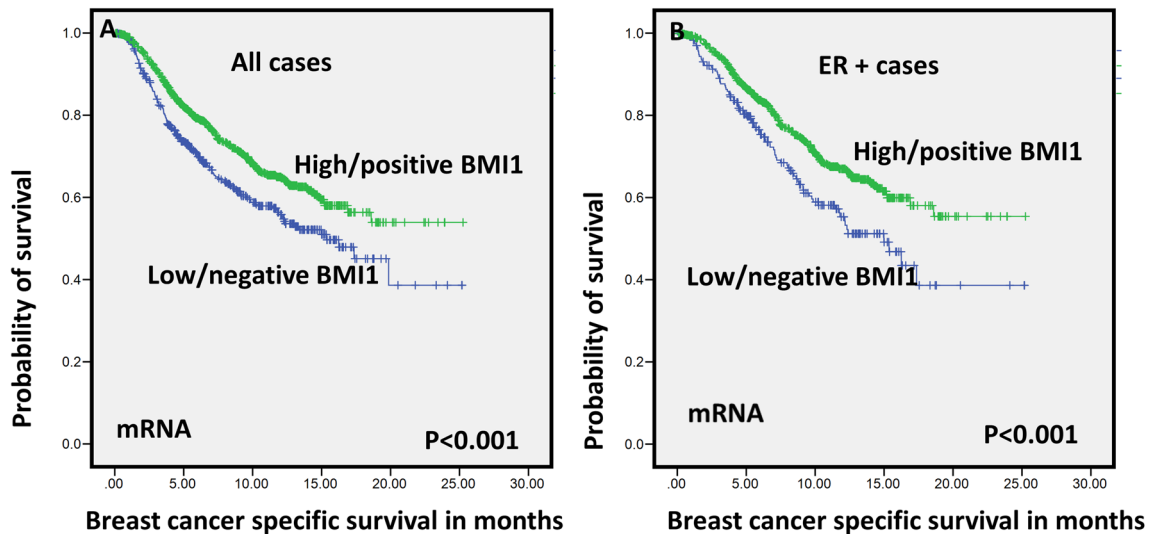 A
All cases
High/positive BMI1
Low/negative BMI1
mRNA
P<0.001
1.0
0.8
0.6
0.4
0.2
0.0
.00 5.00 10.00 15.00 20.00 25.00 30.00
Probability of survival
Breast cancer specific survival in months
B
ER + cases
High/positive BMI1
Low/negative BMI1
mRNA
P<0.001
1.0
0.8
0.6
0.4
0.2
0.0
.00 5.00 10.00 15.00 20.00 25.00 30.00
Probability of survival
Breast cancer specific survival in months